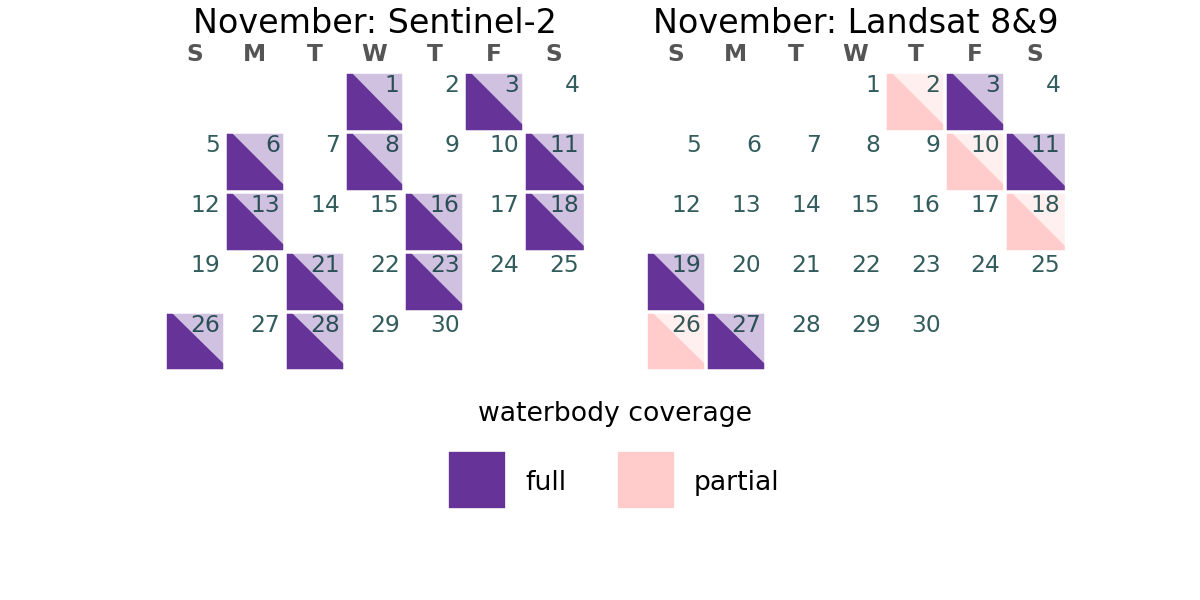 November: Sentinel-2
S M T W T F S
1 2 3 4
5 6 7 8 9 10 11
12 13 14 15 16 17 18
19 20 21 22 23 24 25
26 27 28 29 30
November: Landsat 8&9
S M T W T F S
1 2 3 4
5 6 7 8 9 10 11
12 13 14 15 16 17 18
19 20 21 22 23 24 25
26 27 28 29 30
waterbody coverage
full partial